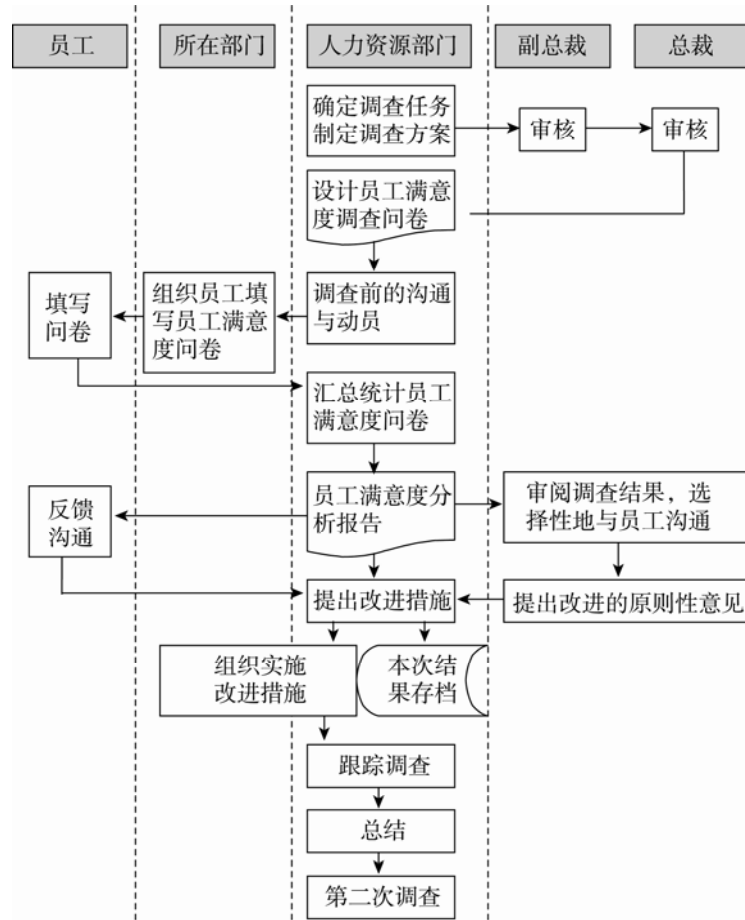 员工
所在部门
人力资源部门
副总裁
总裁
确定调查任务
制定调查方案
审核
审核
设计员工满意
度调查问卷
填写
问卷
组织员工填
写员工满意
度问卷
调查前的沟通
与动员
汇总统计员工
满意度问卷
反馈
沟通
员工满意度分
析报告
审阅调查结果，选
择性地与员工沟通
提出改进措施
提出改进的原则性意见
组织实施
改进措施
本次结
果存档
跟踪调查
总结
第二次调查